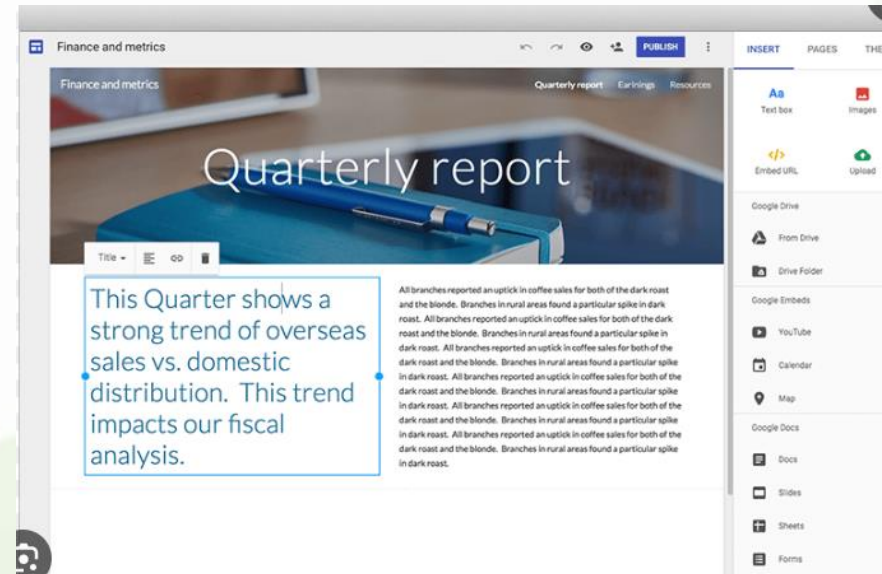 Finance and metrics
PUBLISH
INSERT PAGES THE
Finance and metrics
Quarterly report Earinings Resources
Quarterly report
Aa
Text box
Images
Embed URL
Upload
Google Drive
From Drive
Drive Folder
Google Embeds
YouTube
Calendar
Map
Google Docs
Docs
Slides
Sheets
Forms
Title
This Quarter shows a
strong trend of overseas
sales vs. domestic
distribution. This trend
impacts our fiscal
analysis.
All branches reported an uptick in coffee sales for both of the dark roast
and the blonde. Branches in rural areas found a particular spike in dark
roast. All branches reported an uptick in coffee sales for both of the dark
roast and the blonde. Branches in rural areas found a particular spike in
dark roast. All branches reported an uptick in coffee sales for both of the
dark roast and the blonde. Branches in rural areas found a particular spike
in dark roast. All branches reported an uptick in coffee sales for both of the
dark roast and the blonde. Branches in rural areas found a particular spike
in dark roast. All branches reported an uptick in coffee sales for both of the
dark roast and the blonde. Branches in rural areas found a particular spike
in dark roast. All branches reported an uptick in coffee sales for both of the
dark roast and the blonde. Branches in rural areas found a particular spike
in dark roast.